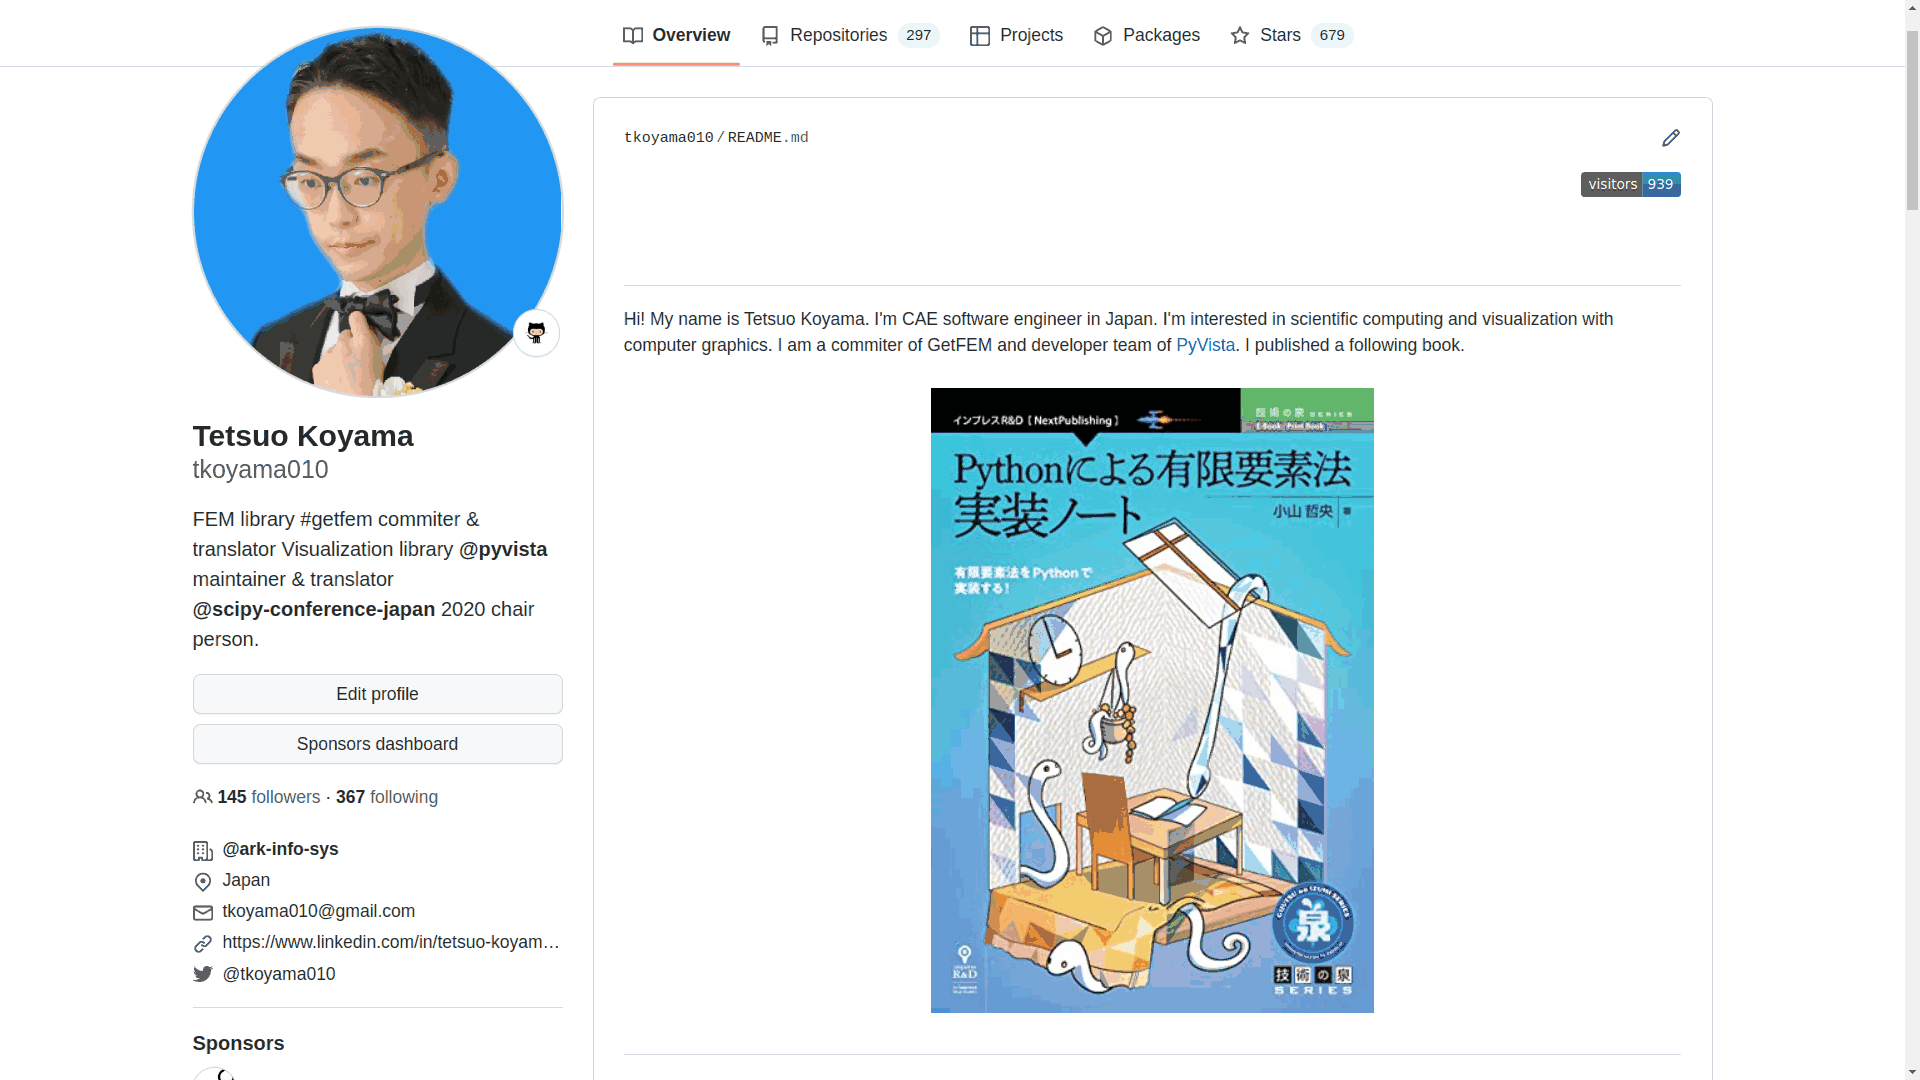 Overview
Repositories 297
Projects
Packages
Stars 679
Tetsuo Koyama
tkoyama010
FEM library #getfem commiter &
translator Visualization library @pyvista
maintainer & translator
@scipy-conference-japan 2020 chair
person.
Edit profile
Sponsors dashboard
145 followers · 367 following
@ark-info-sys
Japan
tkoyama010@gmail.com
https://www.linkedin.com/in/tetsuo-koyam…
@tkoyama010
Sponsors
tkoyama010/README.md
visitors 939
Hi! My name is Tetsuo Koyama. I'm CAE software engineer in Japan. I'm interested in scientific computing and visualization with
computer graphics. I am a commiter of GetFEM and developer team of PyVista. I published a following book.
インプレスR&D [ NextPublishing ]
技術の泉 SERIES
E-Book / Print Book
Pythonによる有限要素法
実装ノート
小山 哲央 著
有限要素法をPythonで
実装する!
泉
R&D
技術の泉
SERIES